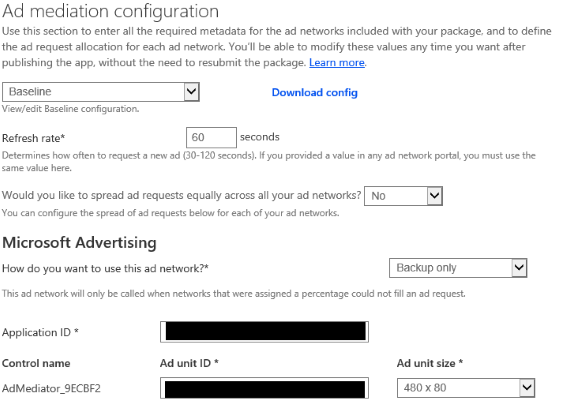 Ad mediation configuration
Use this section to enter all the required metadata for the ad networks included with your package, and to define
the ad request allocation for each ad network. You'll be able to modify these values any time you want after
publishing the app, without the need to resubmit the package. Learn more.
Baseline
Download config
View/edit Baseline configuration.
Refresh rate* 60 seconds
Determines how often to request a new ad (30-120 seconds). If you provided a value in any ad network portal, you must use the
same value here.
Would you like to spread ad requests equally across all your ad networks? No
You can configure the spread of ad requests below for each of your ad networks.
Microsoft Advertising
How do you want to use this ad network?* Backup only
This ad network will only be called when networks that were assigned a percentage could not fill an ad request.
Application ID *
Control name Ad unit ID * Ad unit size *
AdMediator_9ECBF2 480 x 80